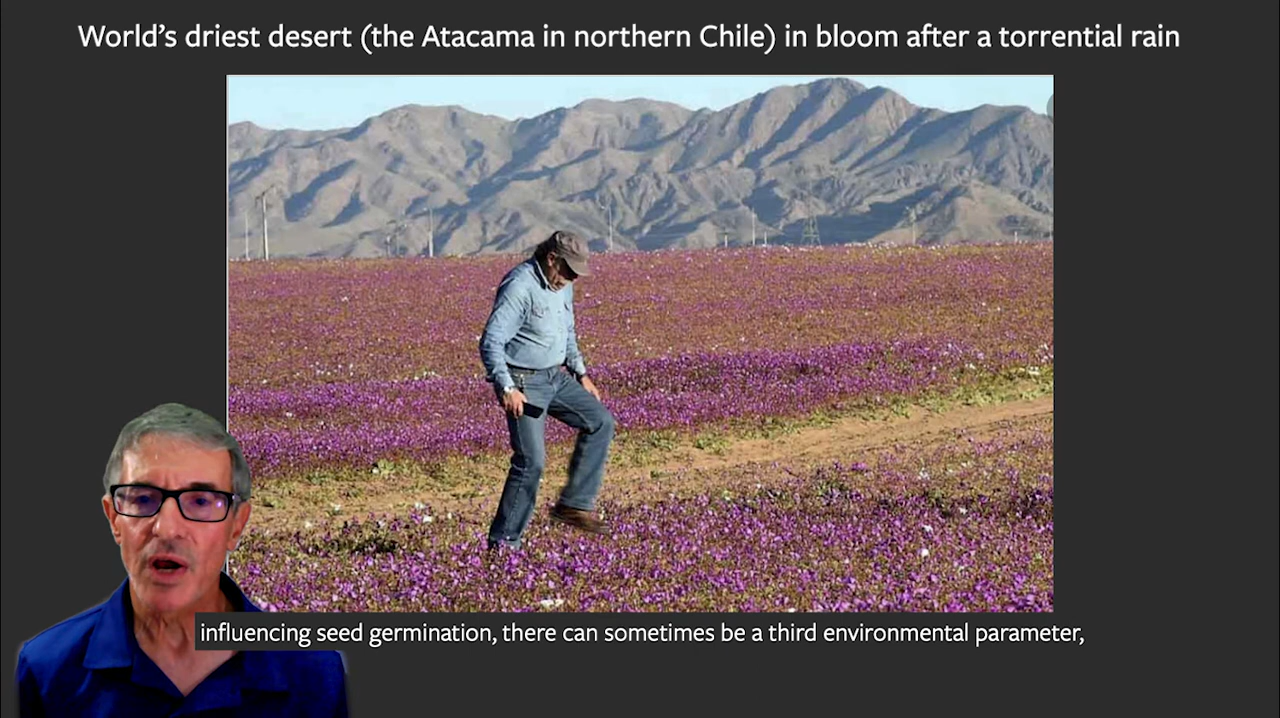 World's driest desert (the Atacama in northern Chile) in bloom after a torrential rain
influencing seed germination, there can sometimes be a third environmental parameter,